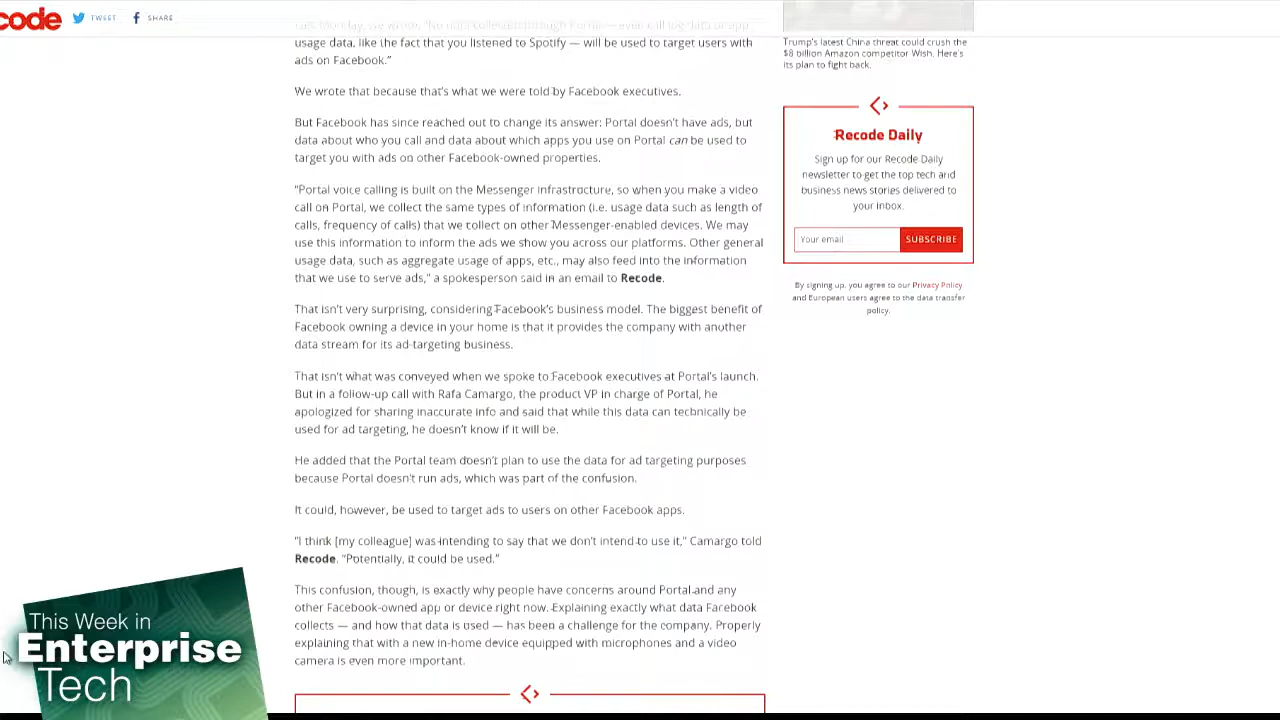 code
TWEET
SHARE
last Monday, we wrote: "No data collected through Portal — even call log data or app
usage data, like the fact that you listened to Spotify — will be used to target users with
ads on Facebook."
We wrote that because that's what we were told by Facebook executives.
But Facebook has since reached out to change its answer: Portal doesn't have ads, but
data about who you call and data about which apps you use on Portal can be used to
target you with ads on other Facebook-owned properties.
"Portal voice calling is built on the Messenger infrastructure, so when you make a video
call on Portal, we collect the same types of information (i.e. usage data such as length of
calls, frequency of calls) that we collect on other Messenger-enabled devices. We may
use this information to inform the ads we show you across our platforms. Other general
usage data, such as aggregate usage of apps, etc., may also feed into the information
that we use to serve ads," a spokesperson said in an email to Recode.
That isn't very surprising, considering Facebook's business model. The biggest benefit of
Facebook owning a device in your home is that it provides the company with another
data stream for its ad-targeting business.
That isn't what was conveyed when we spoke to Facebook executives at Portal's launch.
But in a follow-up call with Rafa Camargo, the product VP in charge of Portal, he
apologized for sharing inaccurate info and said that while this data can technically be
used for ad targeting, he doesn't know if it will be.
He added that the Portal team doesn't plan to use the data for ad targeting purposes
because Portal doesn't run ads, which was part of the confusion.
It could, however, be used to target ads to users on other Facebook apps.
"I think [my colleague] was intending to say that we don't intend to use it," Camargo told
Recode. "Potentially, it could be used."
This confusion, though, is exactly why people have concerns around Portal and any
other Facebook-owned app or device right now. Explaining exactly what data Facebook
collects — and how that data is used — has been a challenge for the company. Properly
explaining that with a new in-home device equipped with microphones and a video
camera is even more important.
Trump's latest China threat could crush the
$8 billion Amazon competitor Wish. Here's
its plan to fight back.
Recode Daily
Sign up for our Recode Daily
newsletter to get the top tech and
business news stories delivered to
your inbox.
Your email
SUBSCRIBE
By signing up, you agree to our Privacy Policy
and European users agree to the data transfer
policy.
This Week in
Enterprise
Tech